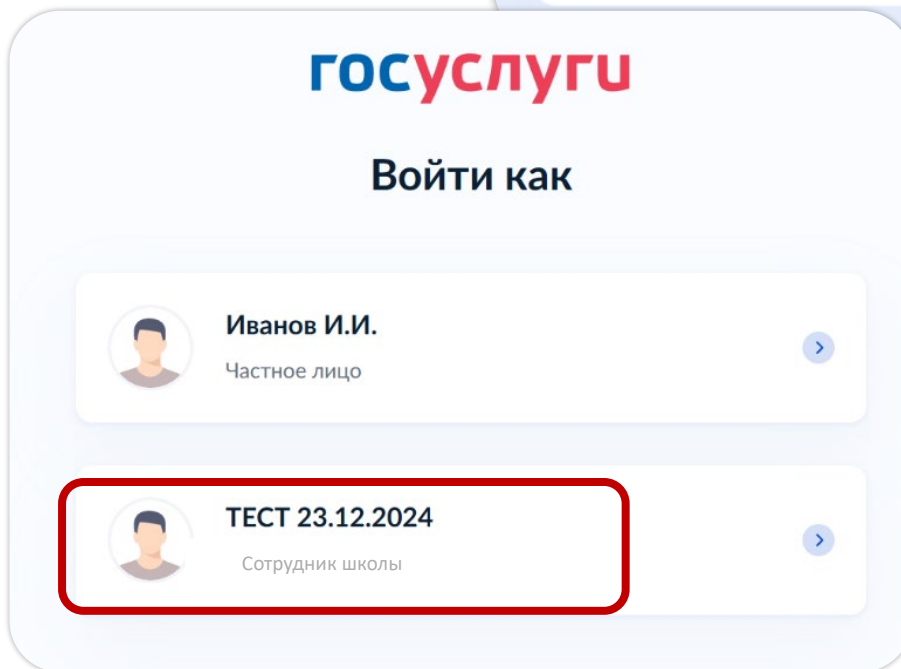 госуслуги
Войти как
Иванов И.И.
Частное лицо
ТЕСТ 23.12.2024
Сотрудник школы